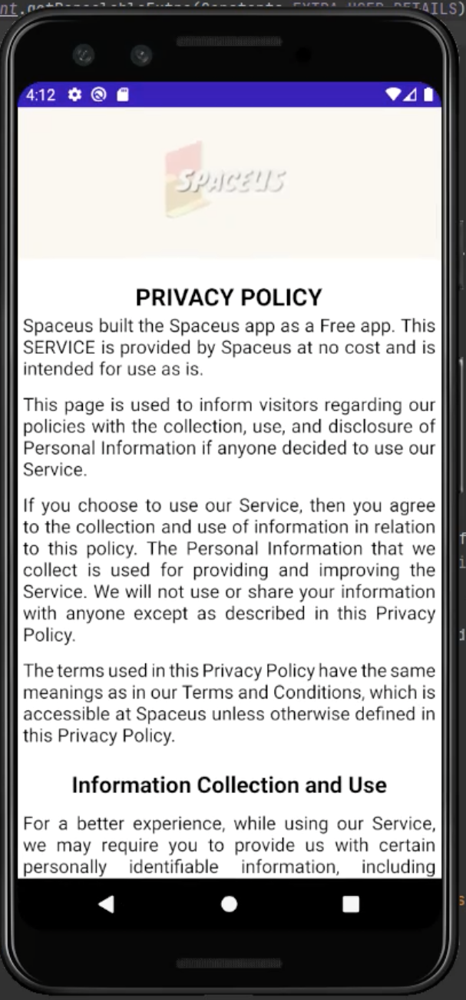 nt.getParcelableExtra(Constants.EXTRA_USER_DETAILS)
4:12
SPACEUS
PRIVACY POLICY
Spaceus built the Spaceus app as a Free app. This
SERVICE is provided by Spaceus at no cost and is
intended for use as is.
This page is used to inform visitors regarding our
policies with the collection, use, and disclosure of
Personal Information if anyone decided to use our
Service.
If you choose to use our Service, then you agree
to the collection and use of information in relation
to this policy. The Personal Information that we
collect is used for providing and improving the
Service. We will not use or share your information
with anyone except as described in this Privacy
Policy.
The terms used in this Privacy Policy have the same
meanings as in our Terms and Conditions, which is
accessible at Spaceus unless otherwise defined in
this Privacy Policy.
Information Collection and Use
For a better experience, while using our Service,
we may require you to provide us with certain
personally identifiable information, including